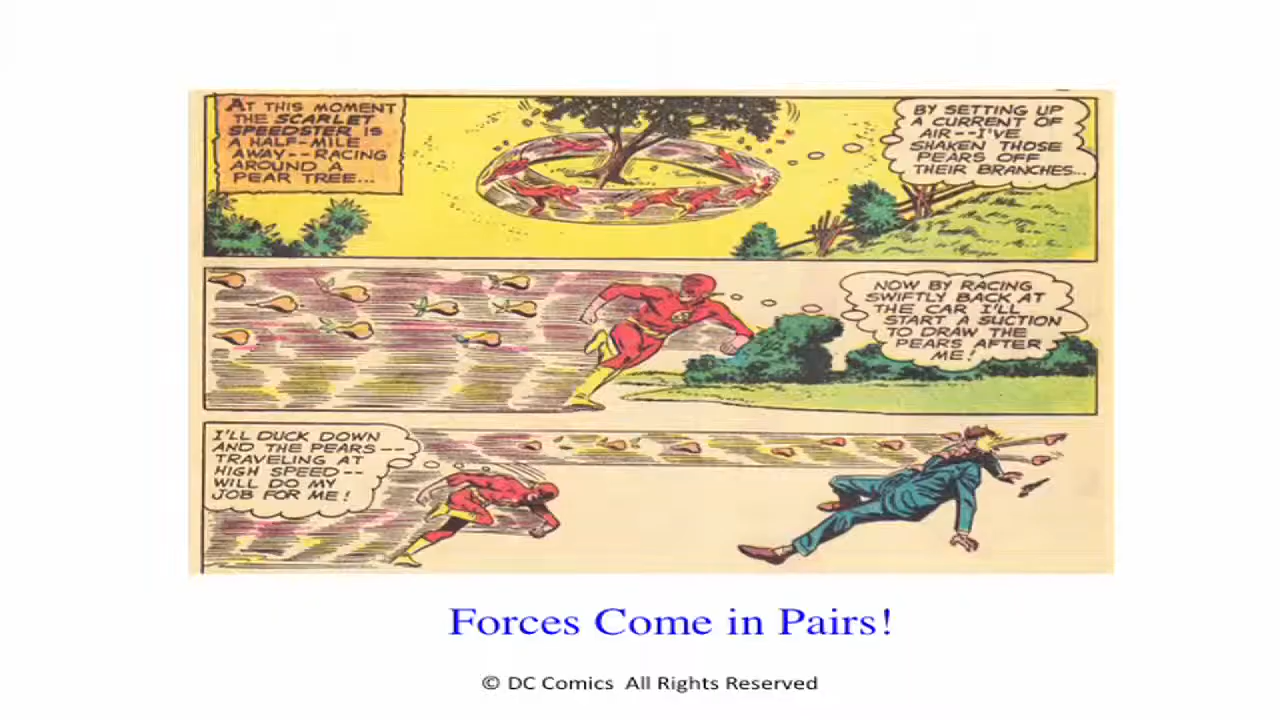 AT THIS MOMENT
THE SCARLET
SPEEDSTER IS
A HALF-MILE
AWAY--RACING
AROUND A
PEAR TREE...
BY SETTING UP
A CURRENT OF
AIR--I'VE
SHAKEN THOSE
PEARS OFF
THEIR BRANCHES...
NOW BY RACING
SWIFTLY BACK AT
THE CAR I'LL
START A SUCTION
TO DRAW THE
PEARS AFTER
ME!
I'LL DUCK DOWN
AND THE PEARS--
TRAVELING AT
HIGH SPEED--
WILL DO MY
JOB FOR ME!
Forces Come in Pairs!
© DC Comics All Rights Reserved